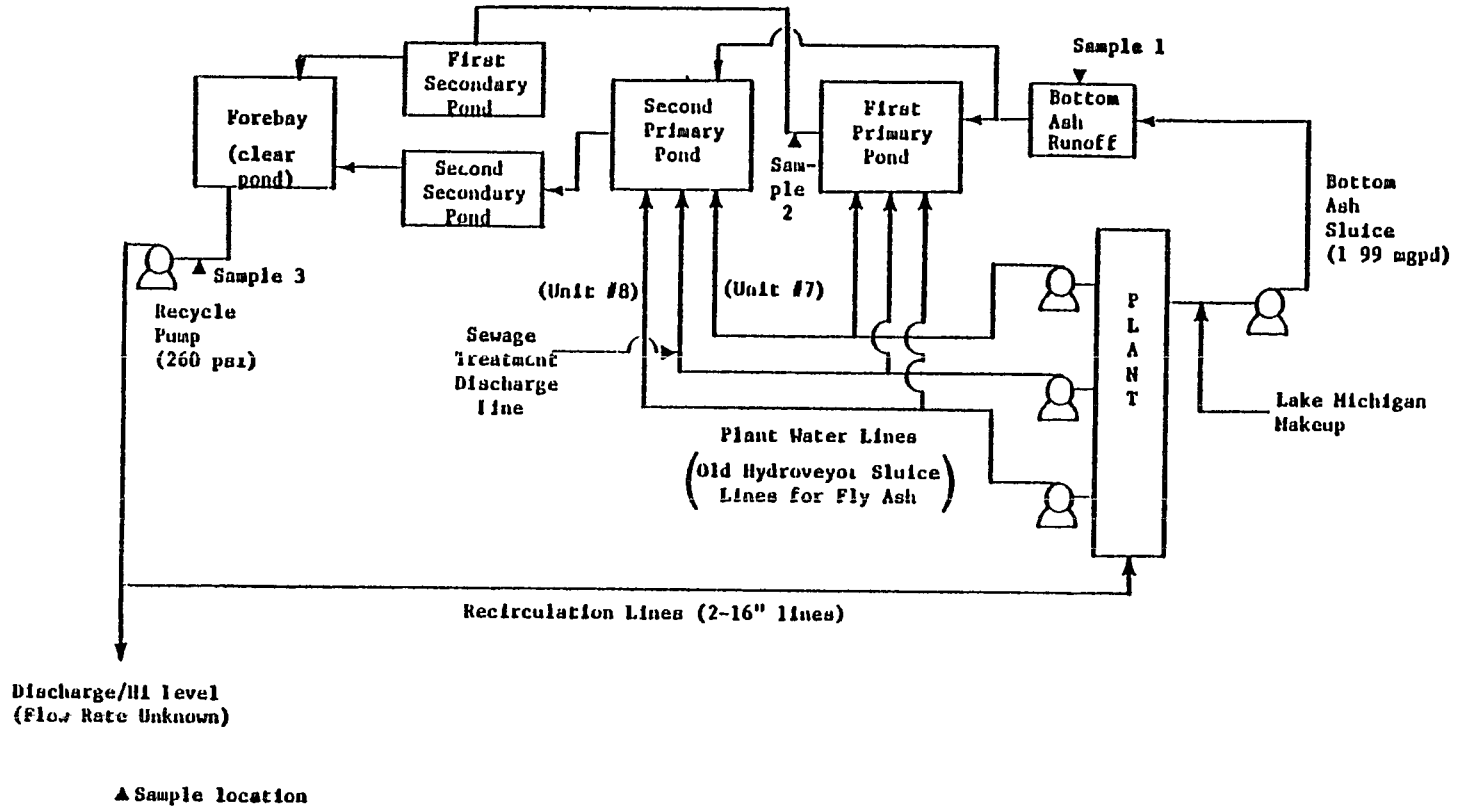 Sample 1
First
Secondary
Pond
Forebay
(clear
pond)
Second
Primary
Pond
First
Primary
Pond
Bottom
Ash
Runoff
Second
Secondary
Pond
Sam-
ple
2
Bottom
Ash
Sluice
(1 99 mgpd)
Sample 3
Recycle
Pump
(260 psi)
(Unit #8)
(Unit #7)
Sewage
Treatment
Discharge
Line
PLANT
Lake Michigan
Makeup
Plant Water Lines
(Old Hydroveyor Sluice
Lines for Fly Ash)
Recirculation Lines (2-16" lines)
Discharge/Hi level
(Flow Rate Unknown)
▲ Sample location